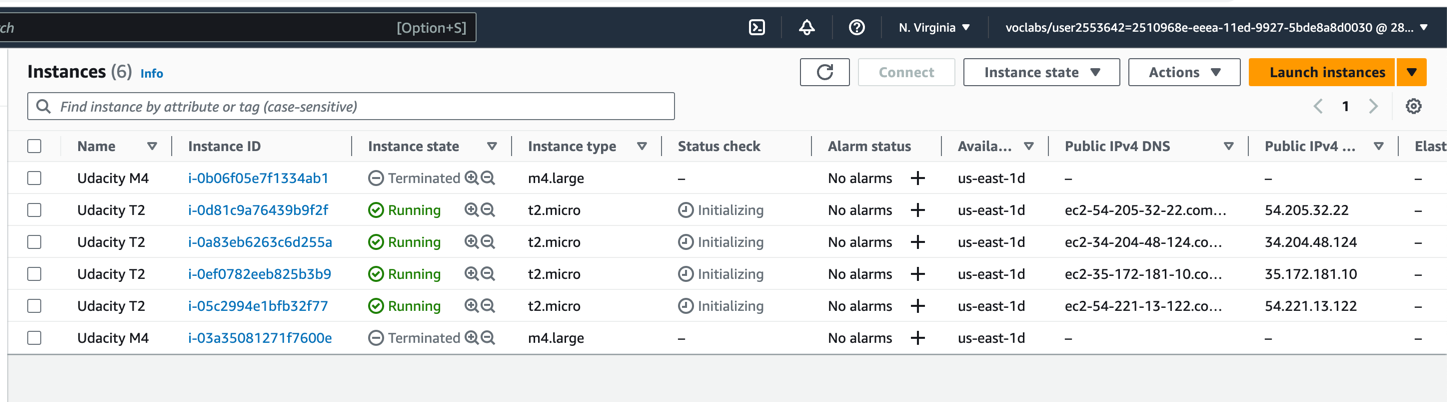 rch [Option+S] N. Virginia ▼ voclabs/user2553642=2510968e-eeea-11ed-9927-5bde8a8d0030 @ 28... ▼
Instances (6) Info Connect Instance state ▼ Actions ▼ Launch instances ▼
Find instance by attribute or tag (case-sensitive) < 1 >
Name Instance ID Instance state Instance type Status check Alarm status Availa... Public IPv4 DNS Public IPv4 ... Elast
Udacity M4 i-0b06f05e7f1334ab1 Terminated m4.large – No alarms + us-east-1d – – –
Udacity T2 i-0d81c9a76439b9f2f Running t2.micro Initializing No alarms + us-east-1d ec2-54-205-32-22.com... 54.205.32.22 –
Udacity T2 i-0a83eb6263c6d255a Running t2.micro Initializing No alarms + us-east-1d ec2-34-204-48-124.co... 34.204.48.124 –
Udacity T2 i-0ef0782eeb825b3b9 Running t2.micro Initializing No alarms + us-east-1d ec2-35-172-181-10.co... 35.172.181.10 –
Udacity T2 i-05c2994e1bfb32f77 Running t2.micro Initializing No alarms + us-east-1d ec2-54-221-13-122.co... 54.221.13.122 –
Udacity M4 i-03a35081271f7600e Terminated m4.large – No alarms + us-east-1d – – –